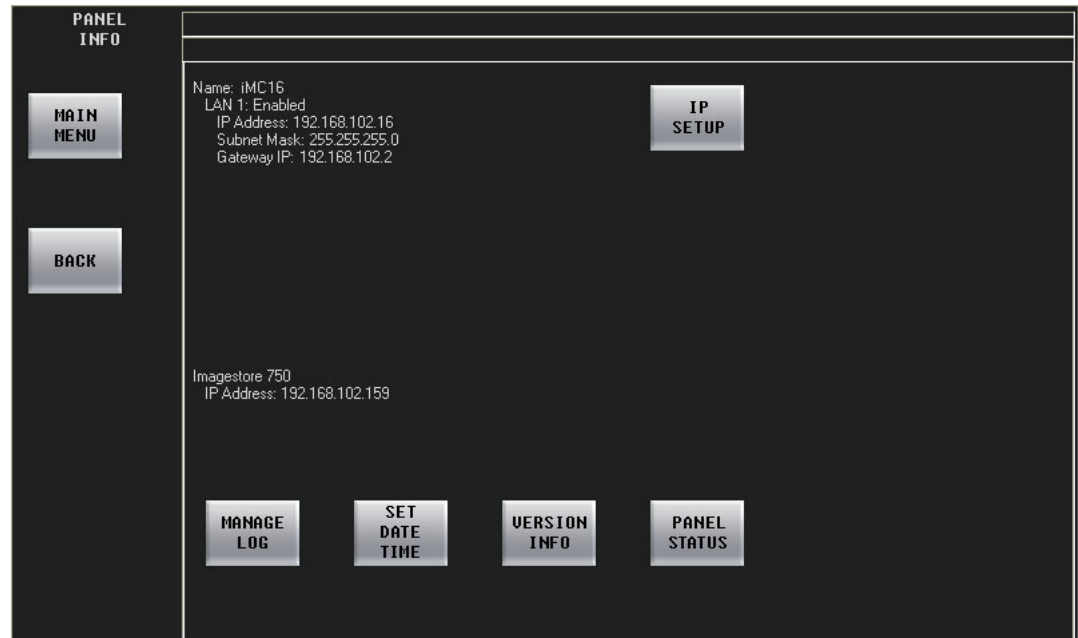 PANEL
INFO
MAIN
MENU
BACK
Name: iMC16
LAN 1: Enabled
IP Address: 192.168.102.16
Subnet Mask: 255.255.255.0
Gateway IP: 192.168.102.2
IP
SETUP
Imagestore 750
IP Address: 192.168.102.159
MANAGE
LOG
SET
DATE
TIME
VERSION
INFO
PANEL
STATUS